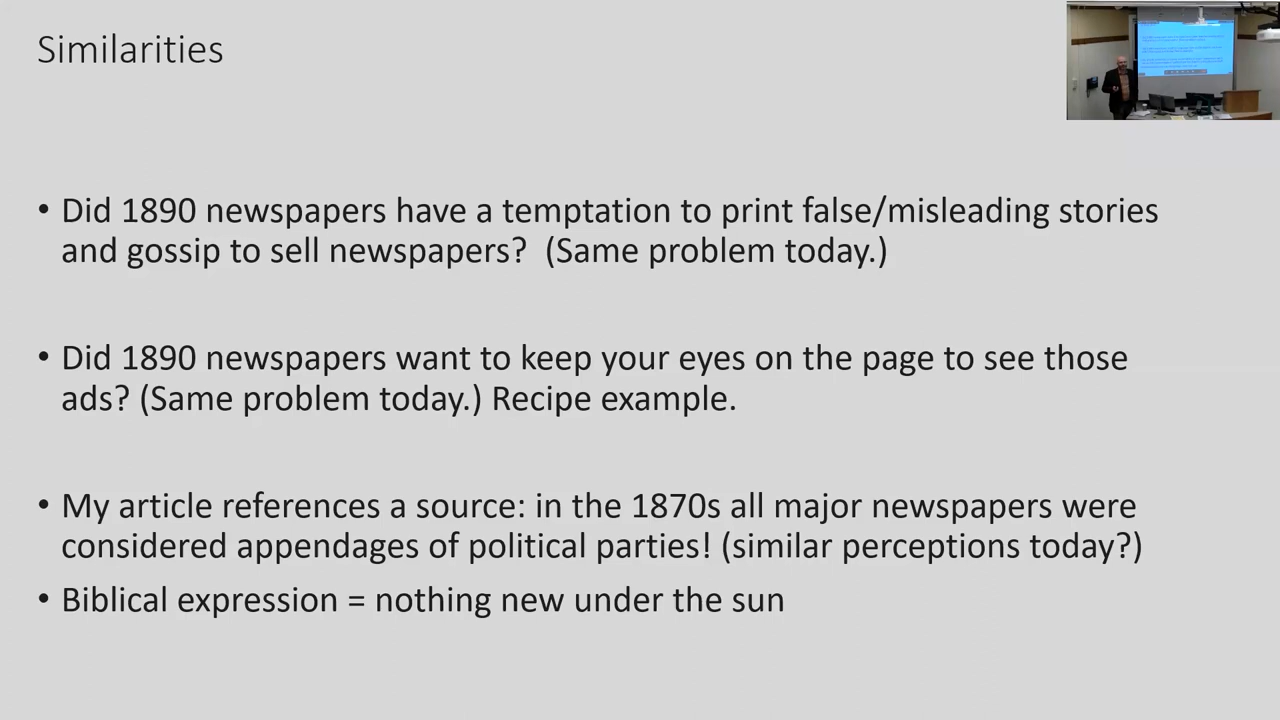 Similarities
• Did 1890 newspapers have a temptation to print false/misleading stories
and gossip to sell newspapers?  (Same problem today.)
• Did 1890 newspapers want to keep your eyes on the page to see those
ads? (Same problem today.) Recipe example.
• My article references a source: in the 1870s all major newspapers were
considered appendages of political parties! (similar perceptions today?)
• Biblical expression = nothing new under the sun